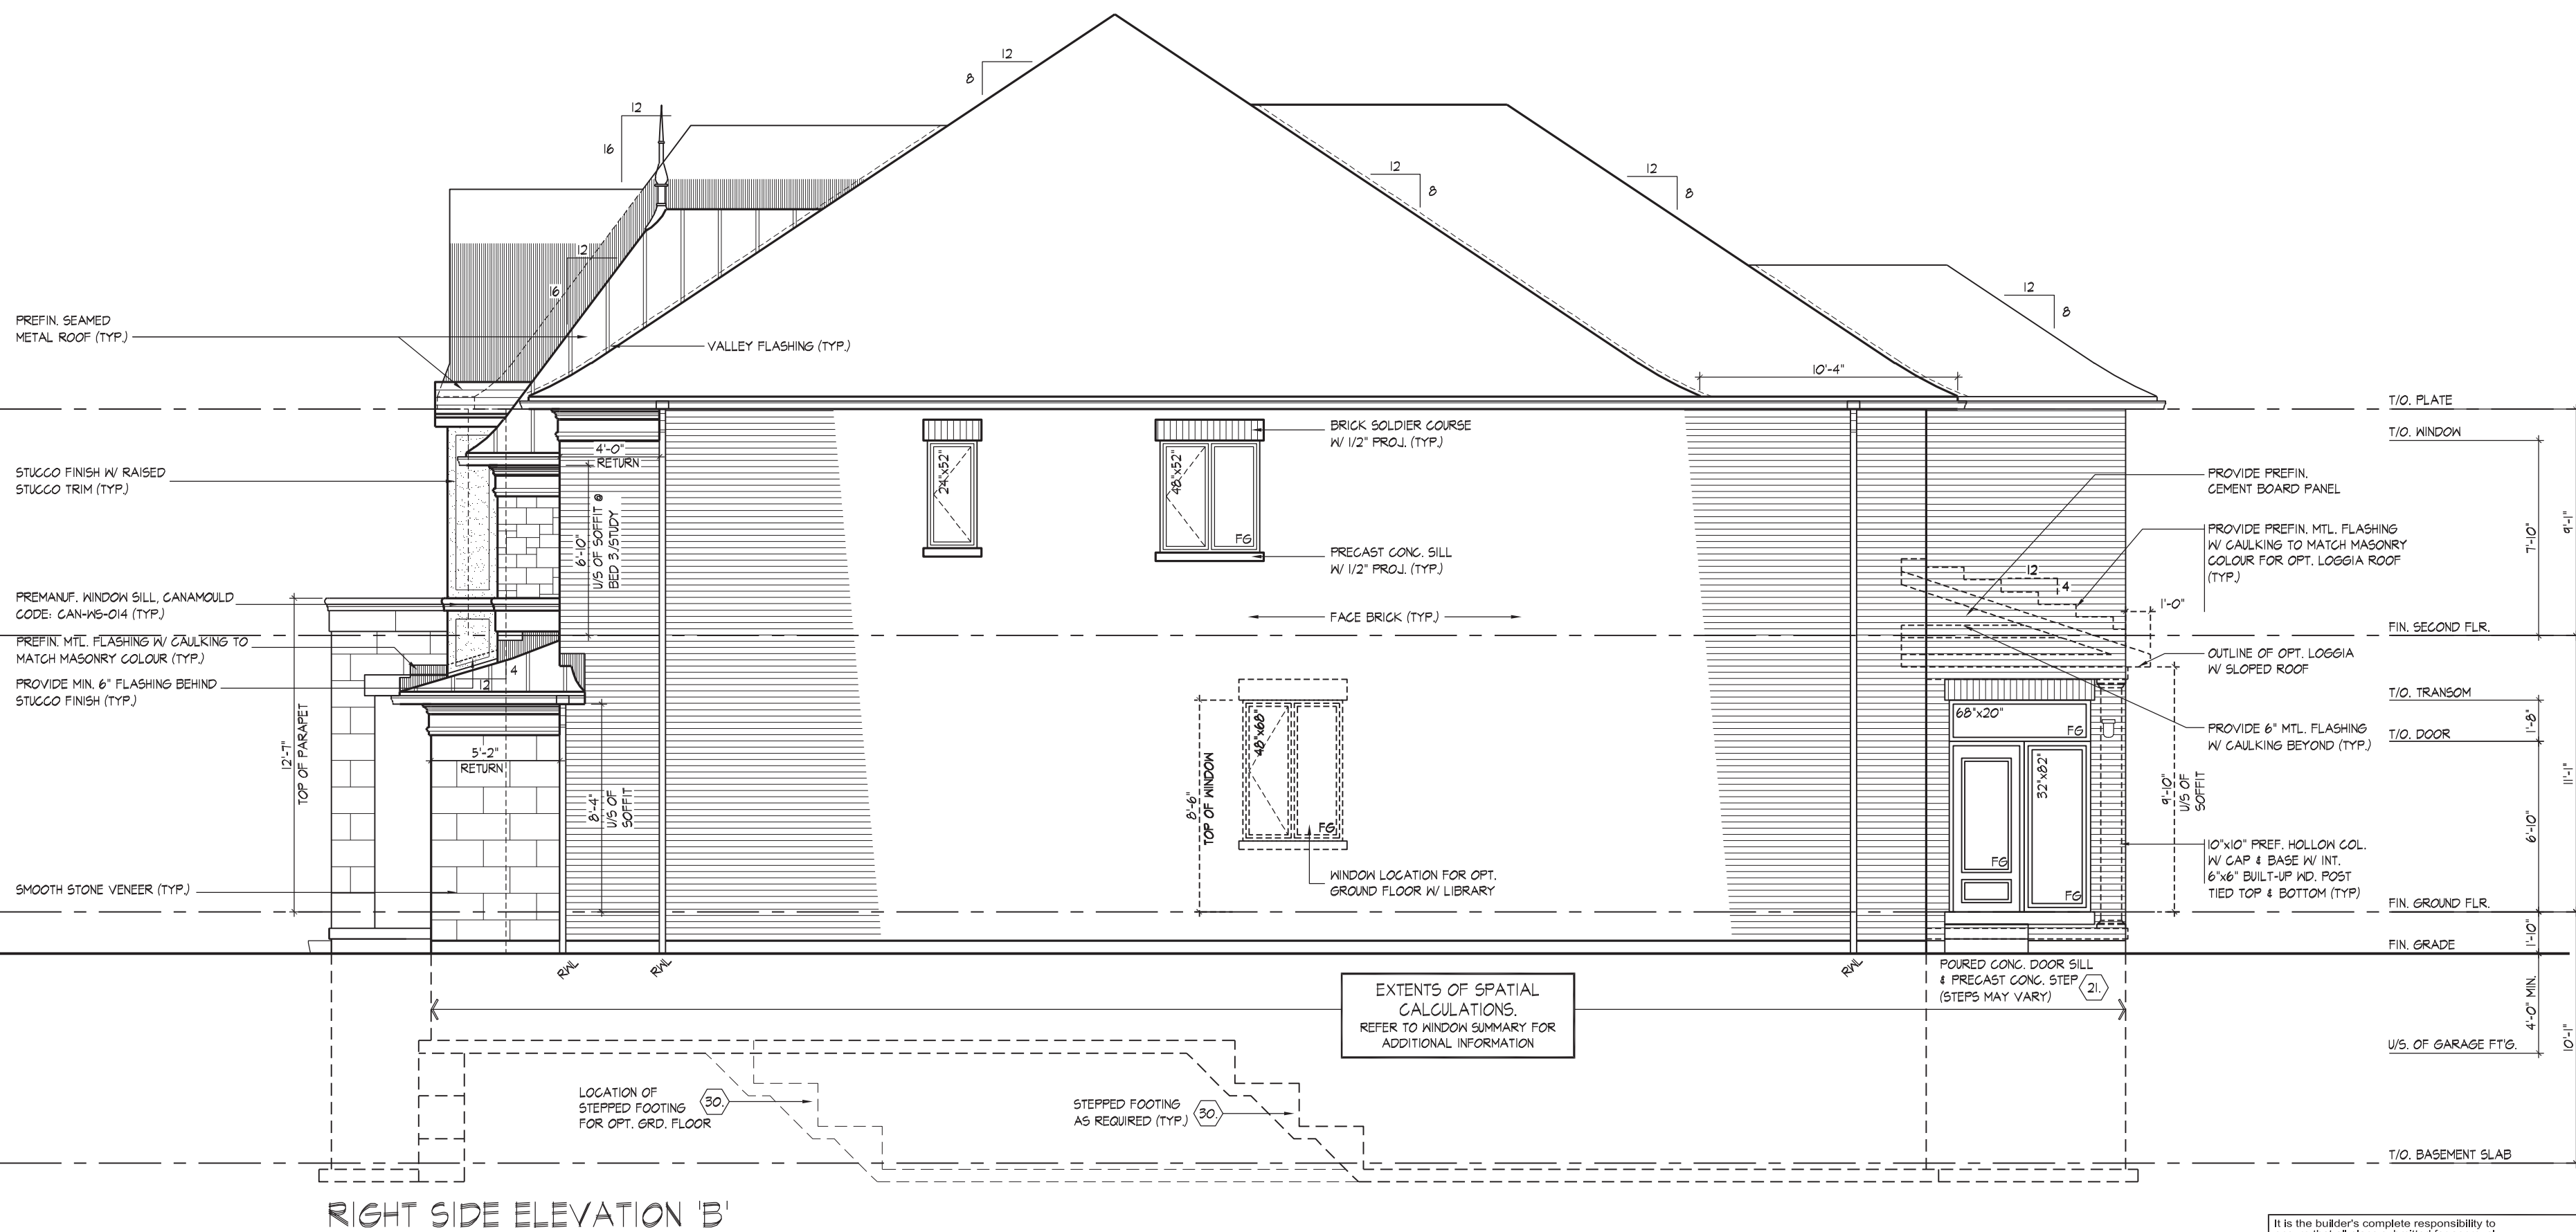 12
8
12
16
12
16
12
8
12
8
12
8
PREFIN. SEAMED
METAL ROOF (TYP.)
VALLEY FLASHING (TYP.)
10'-4"
T/O. PLATE
T/O. WINDOW
BRICK SOLDIER COURSE
W/ 1/2" PROJ. (TYP.)
4'-0"
RETURN
24"x52"
48"x52"
FG
STUCCO FINISH W/ RAISED
STUCCO TRIM (TYP.)
6'-10"
U/S OF SOFFIT @
BED 3/STUDY
PRECAST CONC. SILL
W/ 1/2" PROJ. (TYP.)
PROVIDE PREFIN.
CEMENT BOARD PANEL
PROVIDE PREFIN. MTL. FLASHING
W/ CAULKING TO MATCH MASONRY
COLOUR FOR OPT. LOGGIA ROOF
(TYP.)
7'-10"
9'-1"
12
4
1'-0"
PREMANUF. WINDOW SILL, CANAMOULD
CODE: CAN-WS-014 (TYP.)
FACE BRICK (TYP.)
FIN. SECOND FLR.
PREFIN. MTL. FLASHING W/ CAULKING TO
MATCH MASONRY COLOUR (TYP.)
OUTLINE OF OPT. LOGGIA
W/ SLOPED ROOF
PROVIDE MIN. 6" FLASHING BEHIND
STUCCO FINISH (TYP.)
4
12
T/O. TRANSOM
PROVIDE 6" MTL. FLASHING
W/ CAULKING BEYOND (TYP.)
T/O. DOOR
1'-8"
68"x20"
FG
12'-7"
TOP OF PARAPET
5'-2"
RETURN
8'-4"
U/S OF
SOFFIT
8'-6"
TOP OF WINDOW
48"x68"
FG
32"x82"
FG
FG
9'-10"
U/S OF
SOFFIT
11'-1"
6'-10"
10"x10" PREF. HOLLOW COL.
W/ CAP & BASE W/ INT.
6"x6" BUILT-UP WD. POST
TIED TOP & BOTTOM (TYP)
WINDOW LOCATION FOR OPT.
GROUND FLOOR W/ LIBRARY
SMOOTH STONE VENEER (TYP.)
FIN. GROUND FLR.
1'-10"
FIN. GRADE
RWL
RWL
RWL
POURED CONC. DOOR SILL
& PRECAST CONC. STEP
(STEPS MAY VARY)
21.
EXTENTS OF SPATIAL
CALCULATIONS.
REFER TO WINDOW SUMMARY FOR
ADDITIONAL INFORMATION
4'-0" MIN.
10'-1"
U/S. OF GARAGE FT'G.
LOCATION OF
STEPPED FOOTING
FOR OPT. GRD. FLOOR
30.
STEPPED FOOTING
AS REQUIRED (TYP.)
30.
T/O. BASEMENT SLAB
RIGHT SIDE ELEVATION 'B'
It is the builder's complete responsibility to